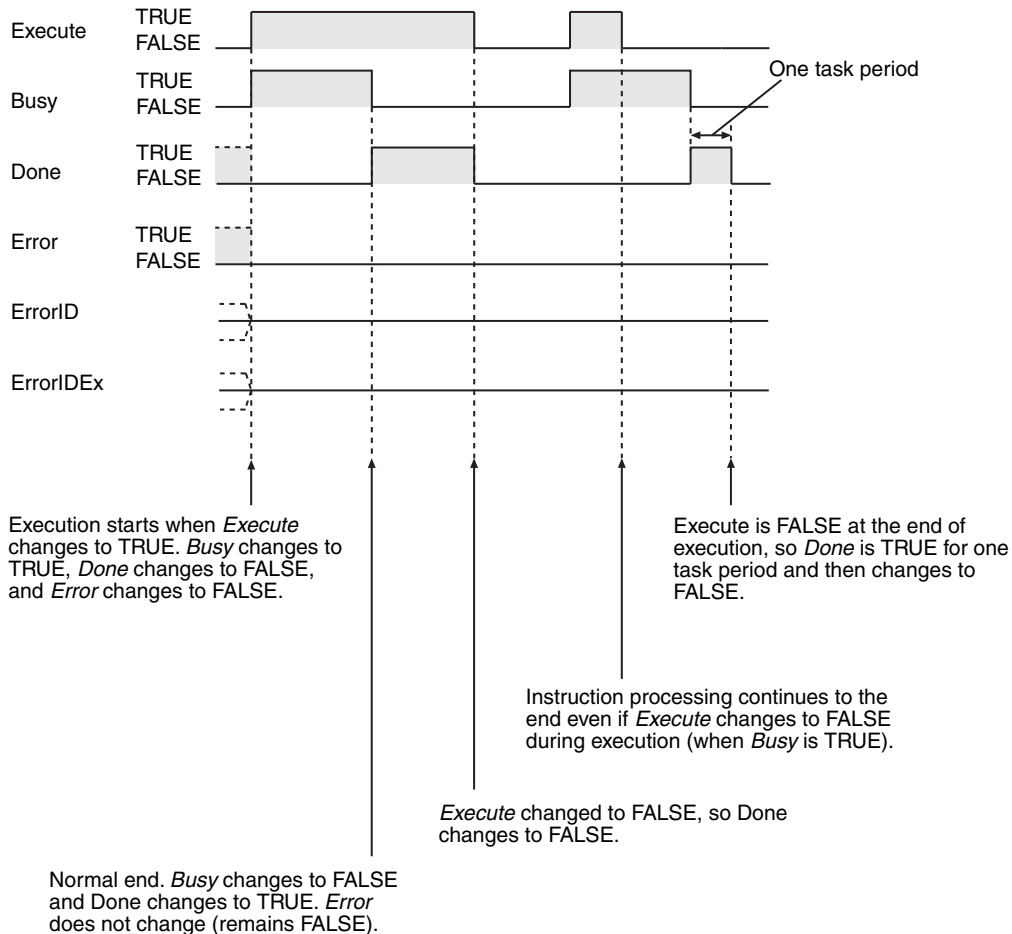 Execute
TRUE
FALSE
Busy
TRUE
FALSE
One task period
Done
TRUE
FALSE
Error
TRUE
FALSE
ErrorID
ErrorIDEx
Execution starts when Execute
changes to TRUE. Busy changes to
TRUE, Done changes to FALSE,
and Error changes to FALSE.
Execute is FALSE at the end of
execution, so Done is TRUE for one
task period and then changes to
FALSE.
Instruction processing continues to the
end even if Execute changes to FALSE
during execution (when Busy is TRUE).
Execute changed to FALSE, so Done
changes to FALSE.
Normal end. Busy changes to FALSE
and Done changes to TRUE. Error
does not change (remains FALSE).